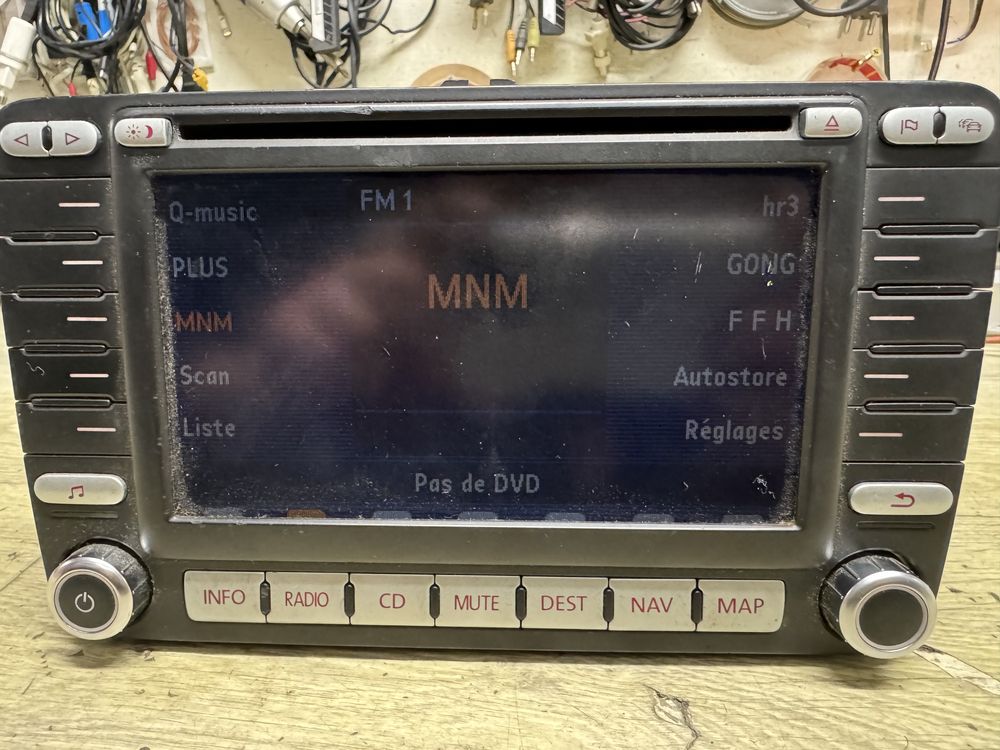 FM 1
Q-music
hr3
PLUS
GONG
MNM
MNM
F F H
Scan
Autostore
Liste
Réglages
Pas de DVD
INFO
RADIO
CD
MUTE
DEST
NAV
MAP